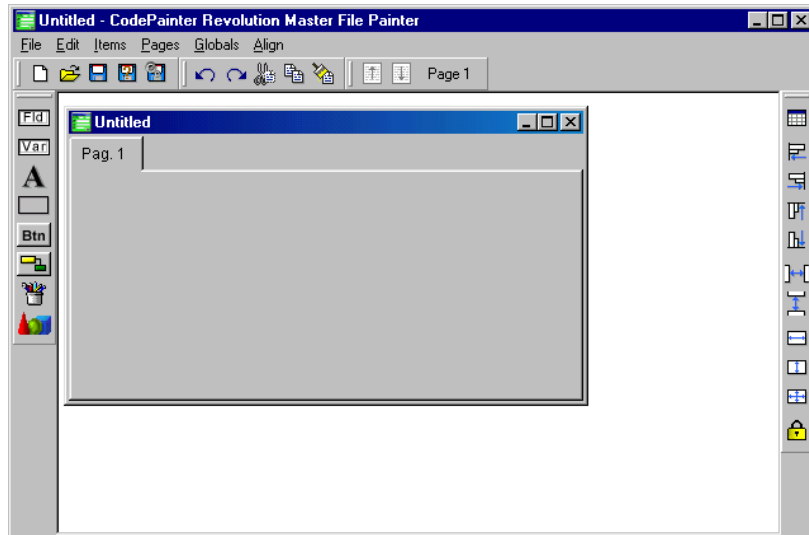 Untitled - CodePainter Revolution Master File Painter
File Edit Items Pages Globals Align
Page 1
Fld
Var
A
Btn
Untitled
Pag. 1